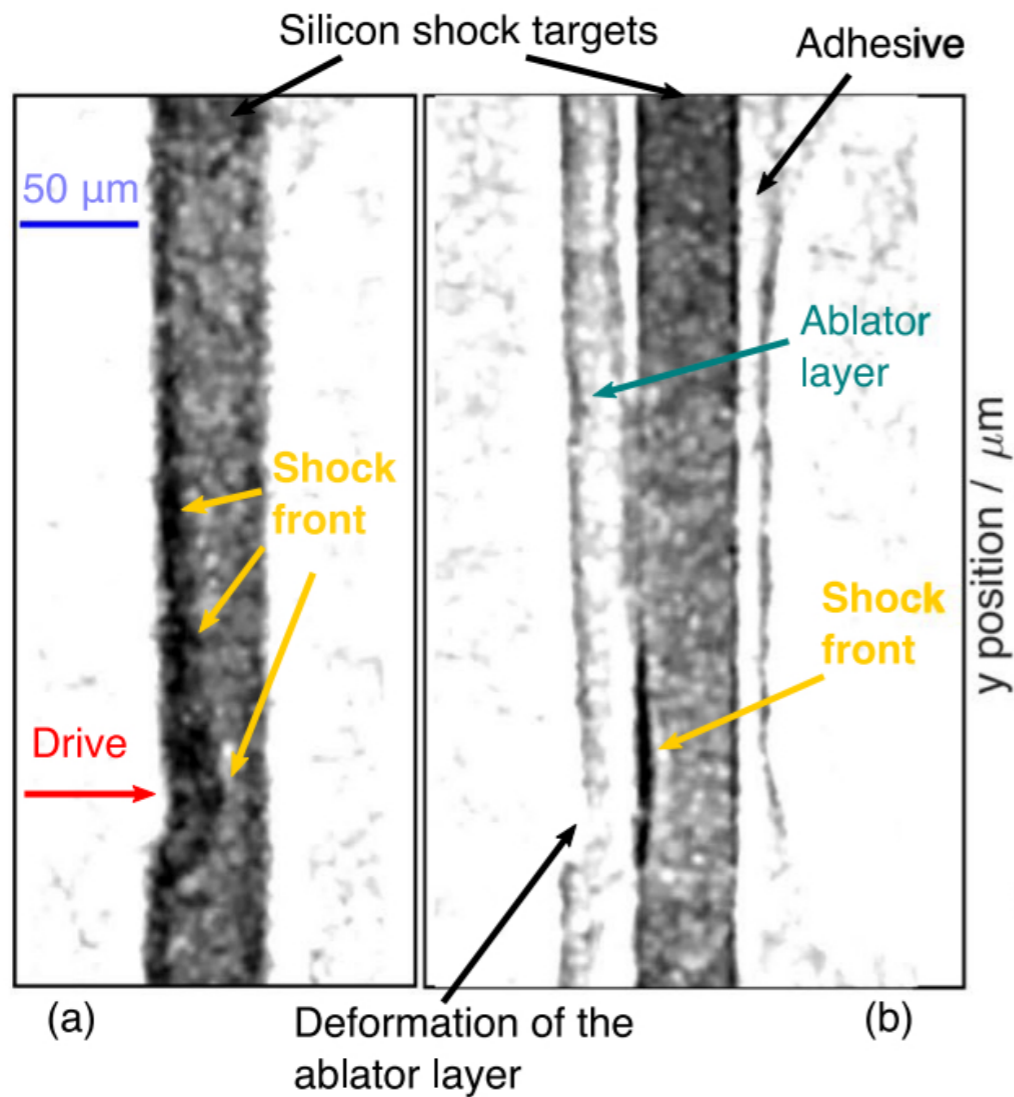 Silicon shock targets
Adhesive
50 μm
Ablator
layer
Shock
front
Shock
front
Drive
y position / μm
(a)
(b)
Deformation of the
ablator layer